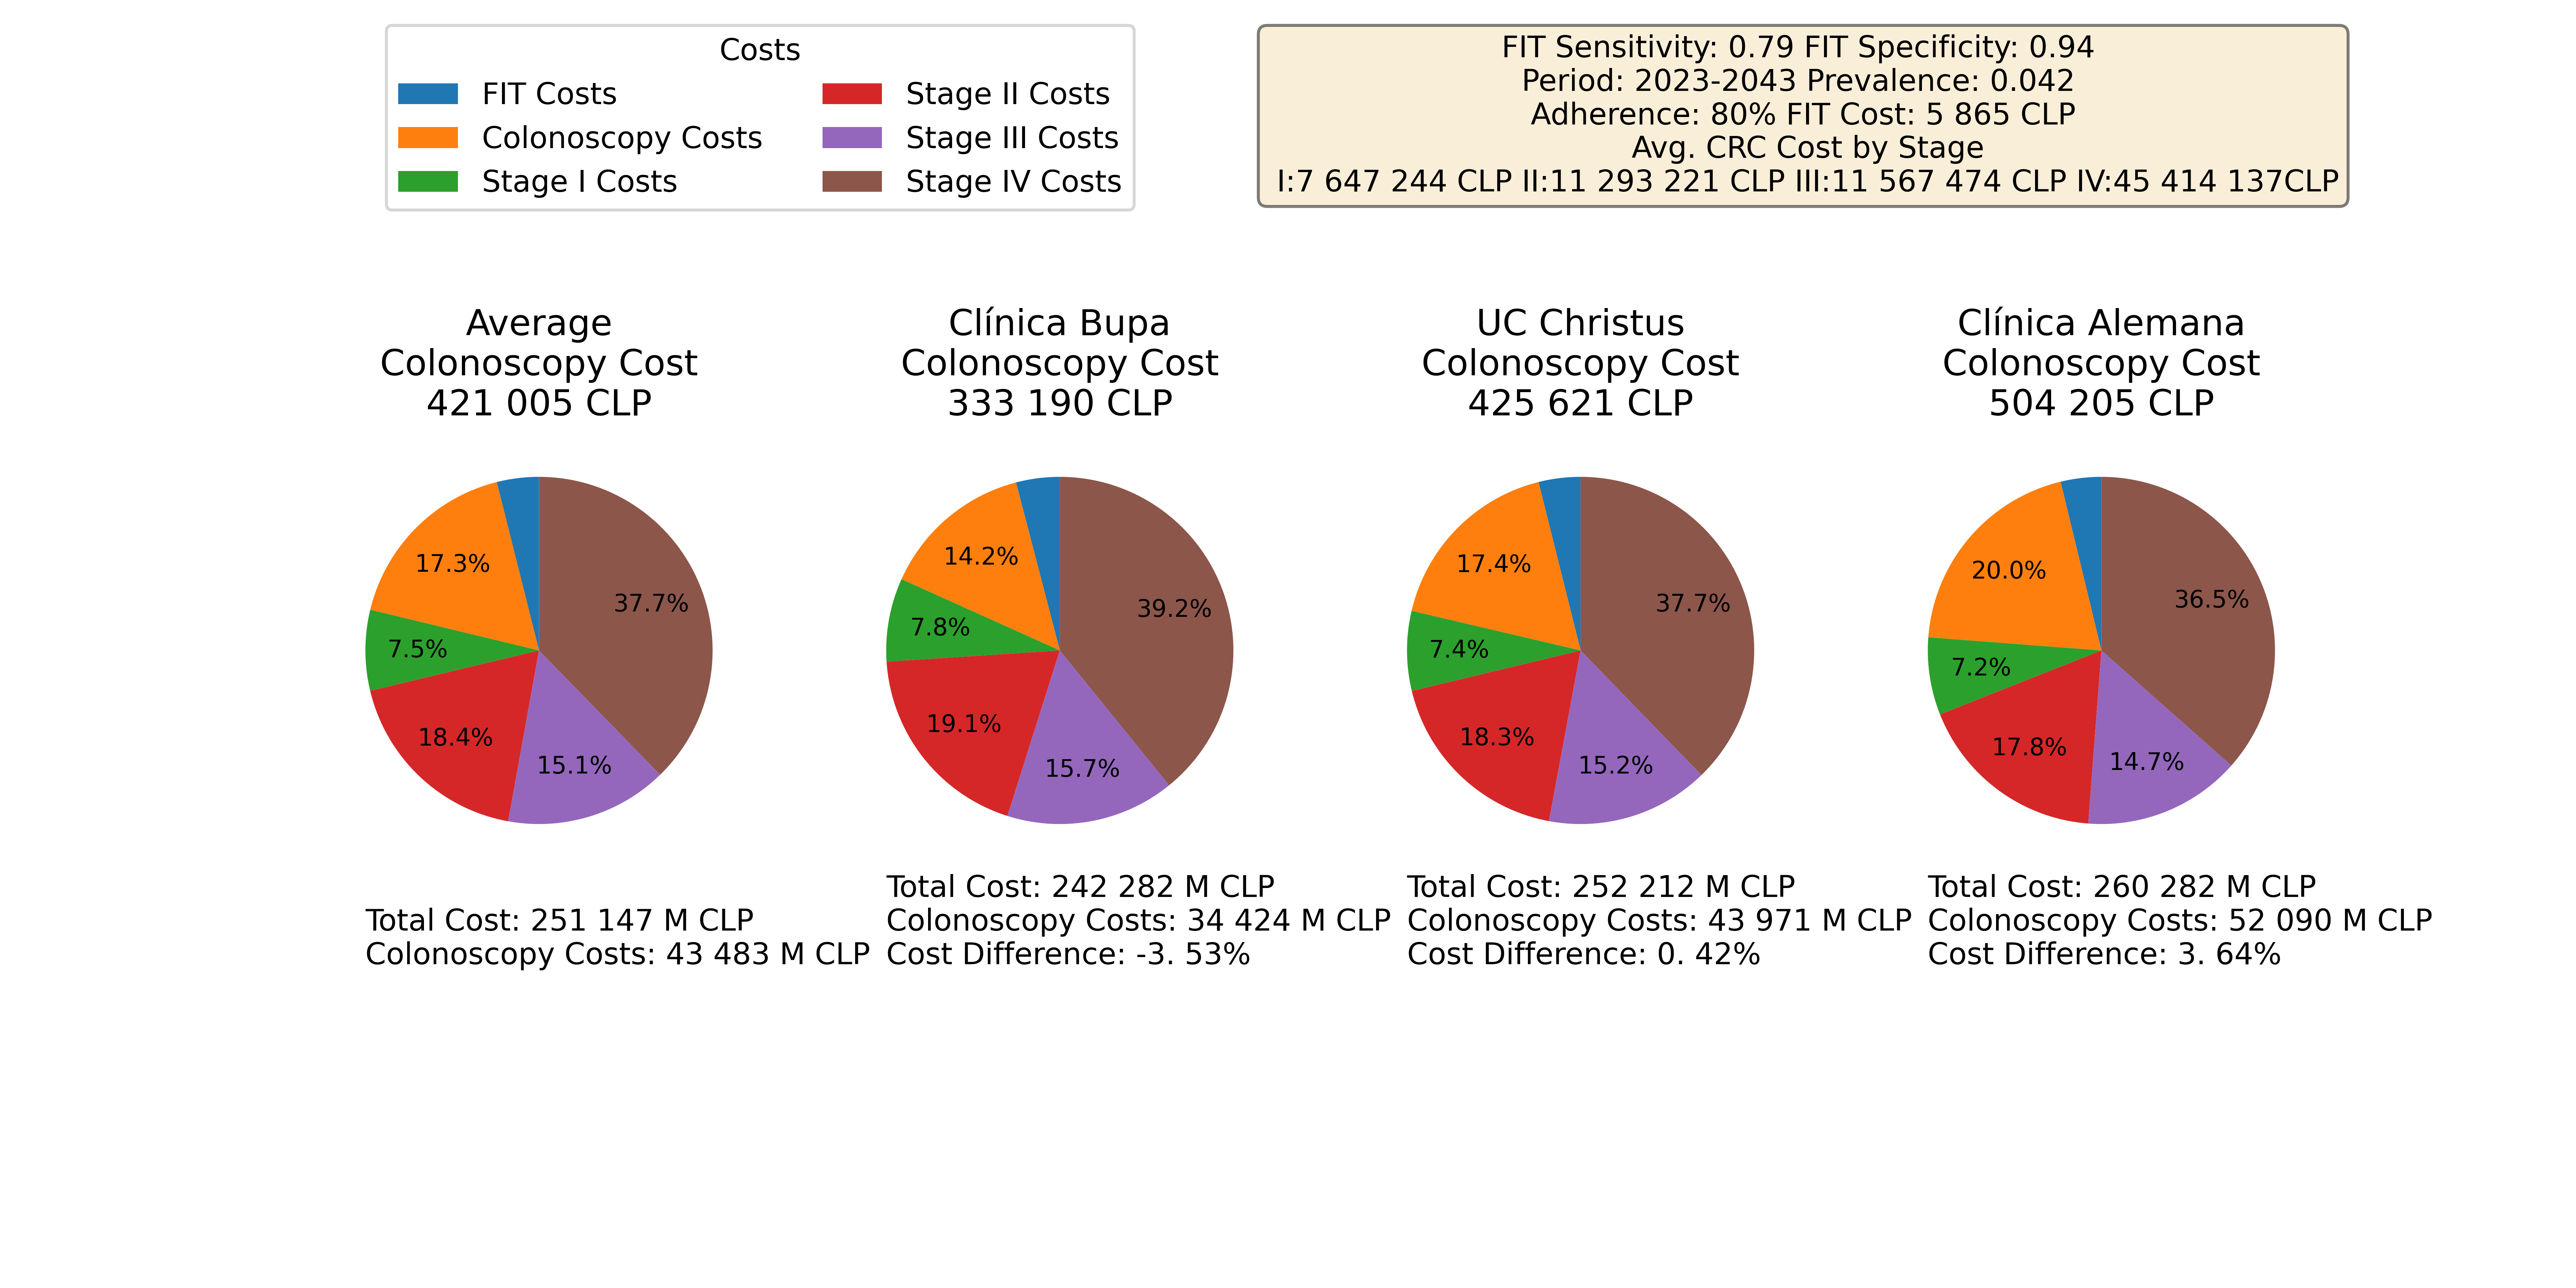 Costs
FIT Costs
Colonoscopy Costs
Stage I Costs
Stage II Costs
Stage III Costs
Stage IV Costs
FIT Sensitivity: 0.79 FIT Specificity: 0.94
Period: 2023-2043 Prevalence: 0.042
Adherence: 80% FIT Cost: 5 865 CLP
Avg. CRC Cost by Stage
I:7 647 244 CLP II:11 293 221 CLP III:11 567 474 CLP IV:45 414 137CLP
Average
Colonoscopy Cost
421 005 CLP
17.3%
7.5%
18.4%
15.1%
37.7%
Total Cost: 251 147 M CLP
Colonoscopy Costs: 43 483 M CLP
Clínica Bupa
Colonoscopy Cost
333 190 CLP
14.2%
7.8%
19.1%
15.7%
39.2%
Total Cost: 242 282 M CLP
Colonoscopy Costs: 34 424 M CLP
Cost Difference: -3. 53%
UC Christus
Colonoscopy Cost
425 621 CLP
17.4%
7.4%
18.3%
15.2%
37.7%
Total Cost: 252 212 M CLP
Colonoscopy Costs: 43 971 M CLP
Cost Difference: 0. 42%
Clínica Alemana
Colonoscopy Cost
504 205 CLP
20.0%
7.2%
17.8%
14.7%
36.5%
Total Cost: 260 282 M CLP
Colonoscopy Costs: 52 090 M CLP
Cost Difference: 3. 64%